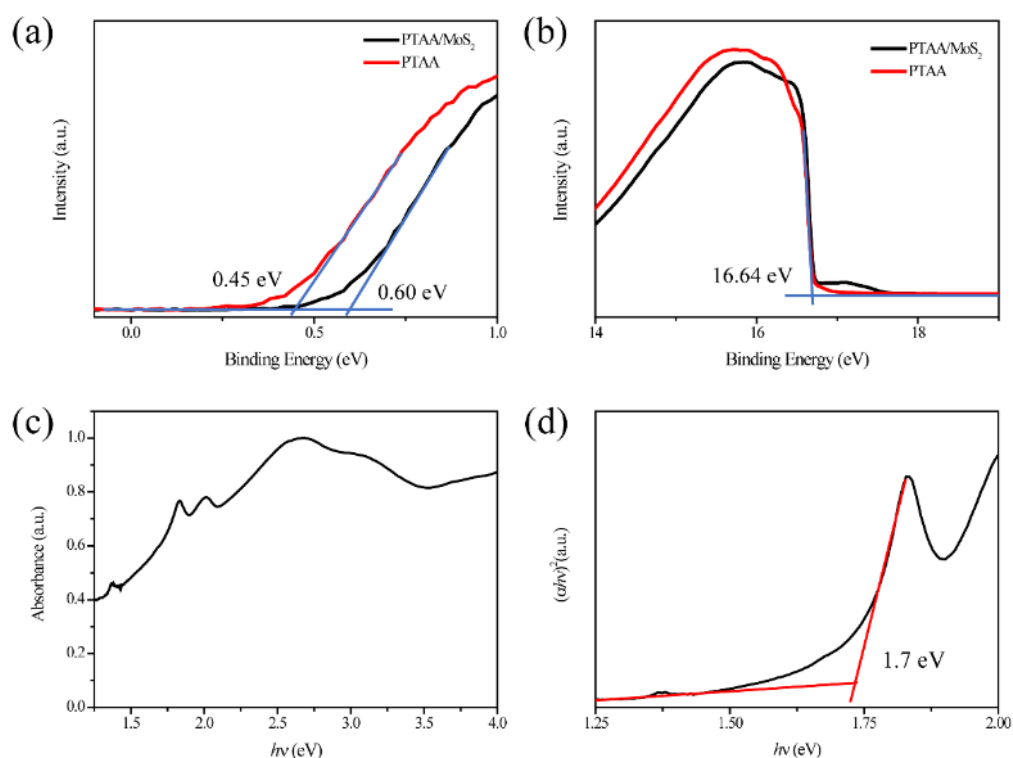 (a)
PTAA/MoS₂
PTAA
Intensity (a.u.)
0.45 eV
0.60 eV
0.0 0.5 1.0
Binding Energy (eV)
(b)
PTAA/MoS₂
PTAA
Intensity (a.u.)
16.64 eV
14 16 18
Binding Energy (eV)
(c)
Absorbance (a.u.)
1.0
0.8
0.6
0.4
0.2
0.0
1.5 2.0 2.5 3.0 3.5 4.0
hν (eV)
(d)
(αhν)²(a.u.)
1.7 eV
1.25 1.50 1.75 2.00
hν (eV)